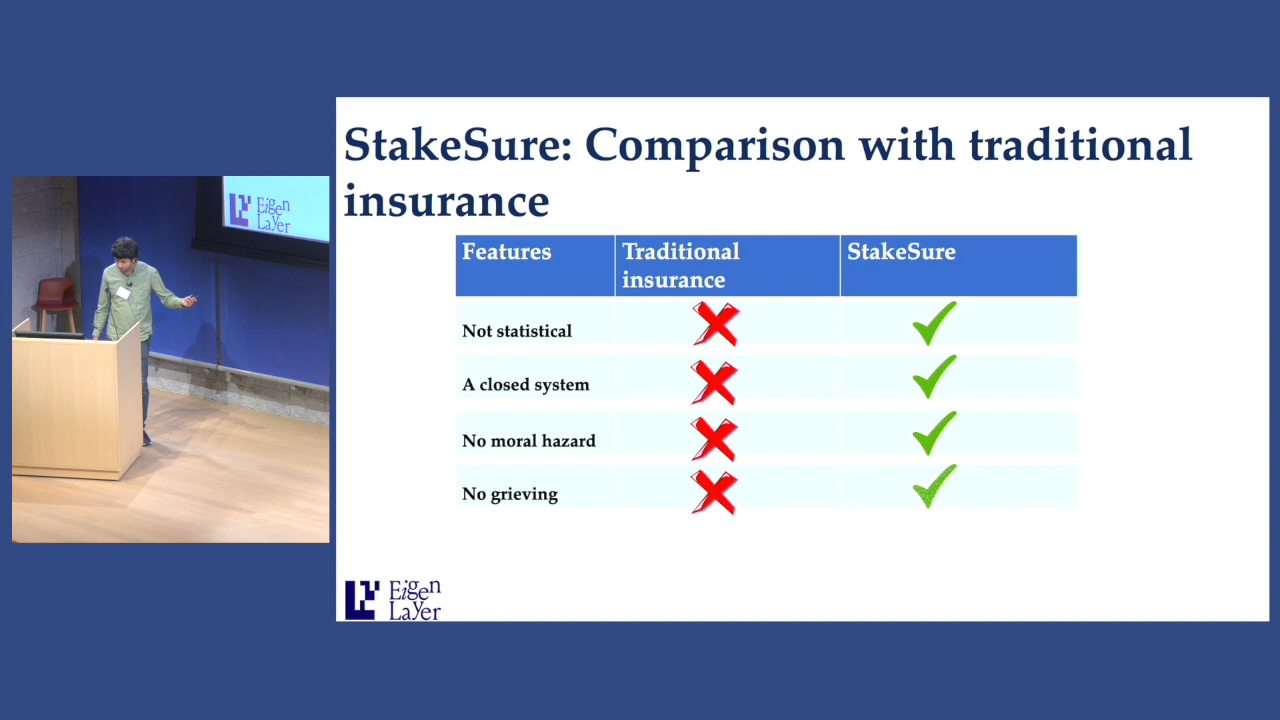 StakeSure: Comparison with traditional
insurance
Features
Traditional
insurance
StakeSure
Not statistical
A closed system
No moral hazard
No grieving
Eigen
Layer
Eigen
Layer